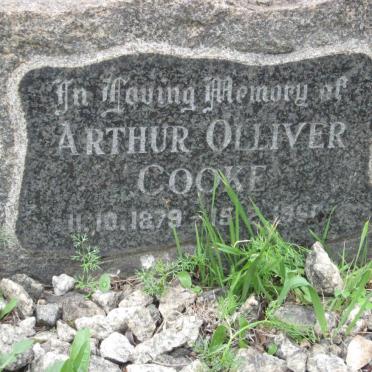 In Loving Memory of
ARTHUR OLLIVER
COOKE
11.10.1879 -